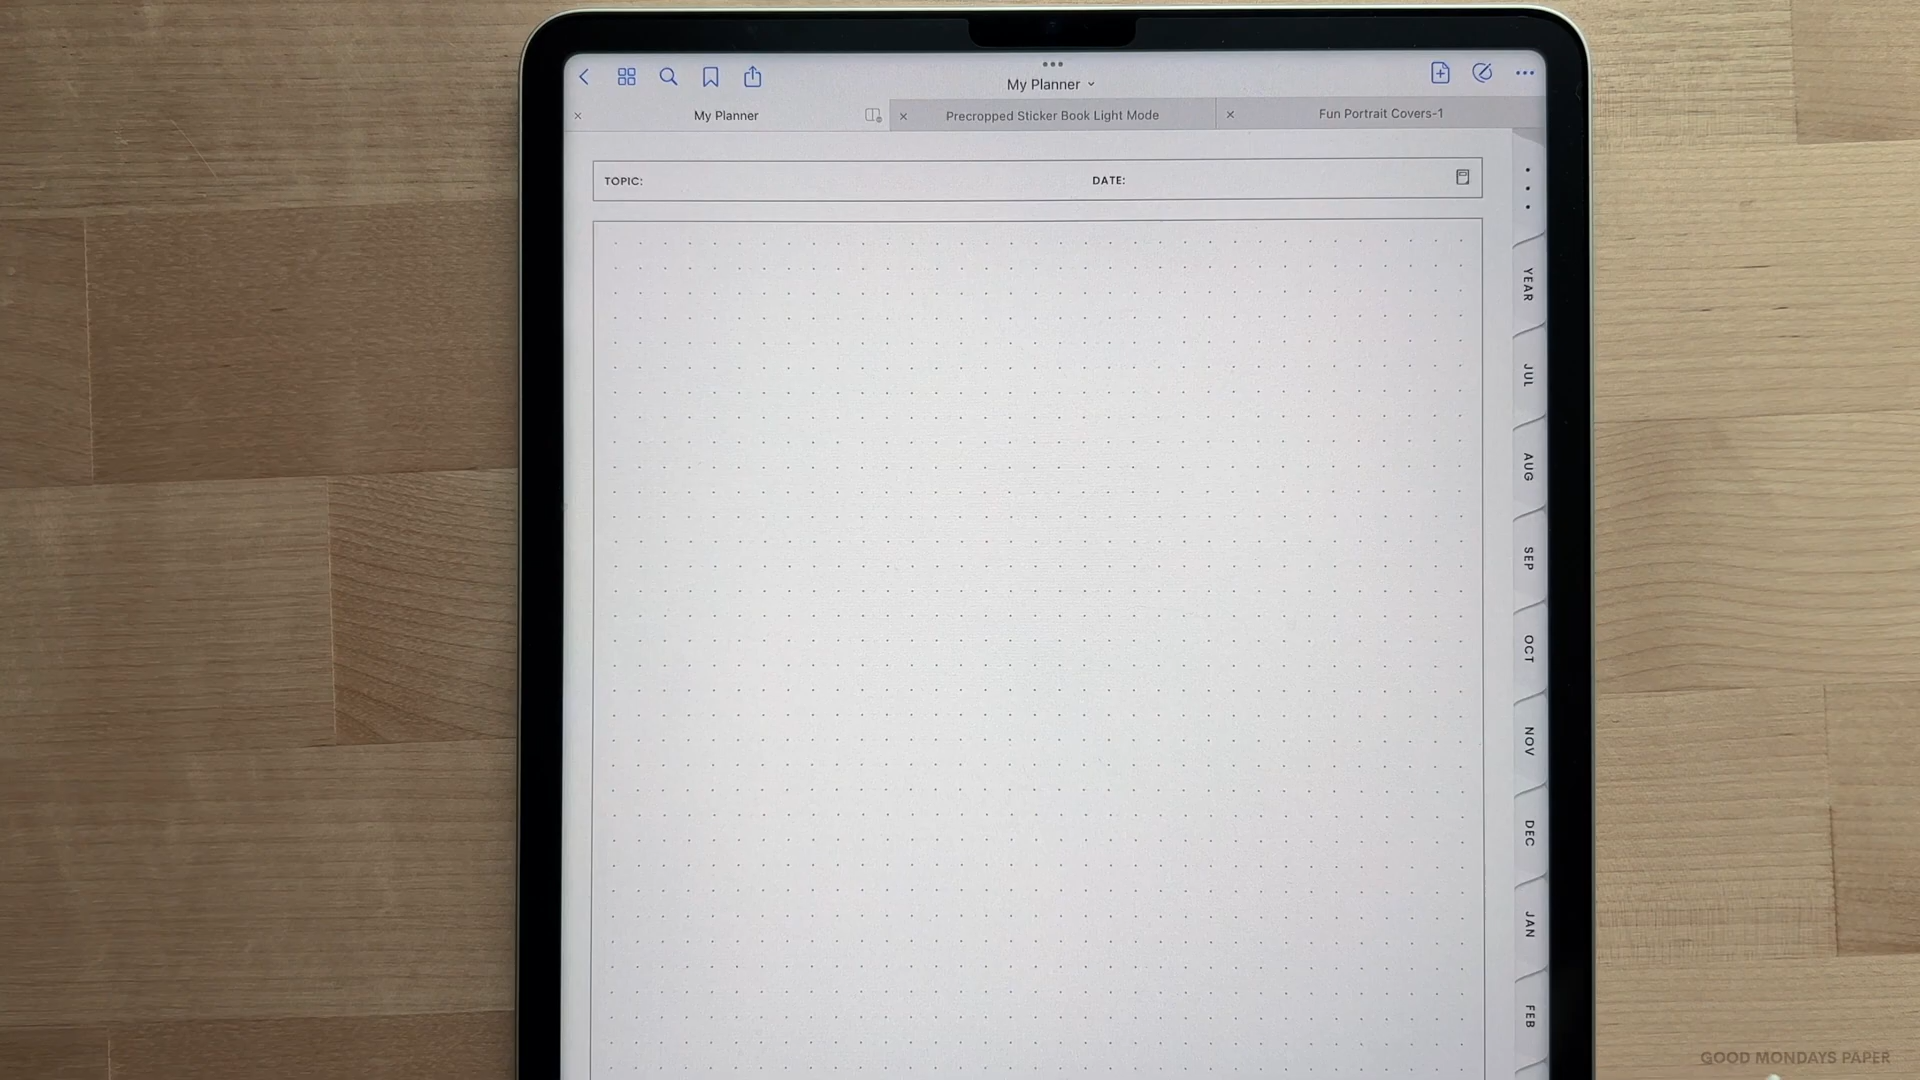 My Planner
My Planner
Precropped Sticker Book Light Mode
Fun Portrait Covers-1
TOPIC:
DATE:
YEAR
JUL
AUG
SEP
OCT
NOV
DEC
JAN
FEB
GOOD MONDAYS PAPER